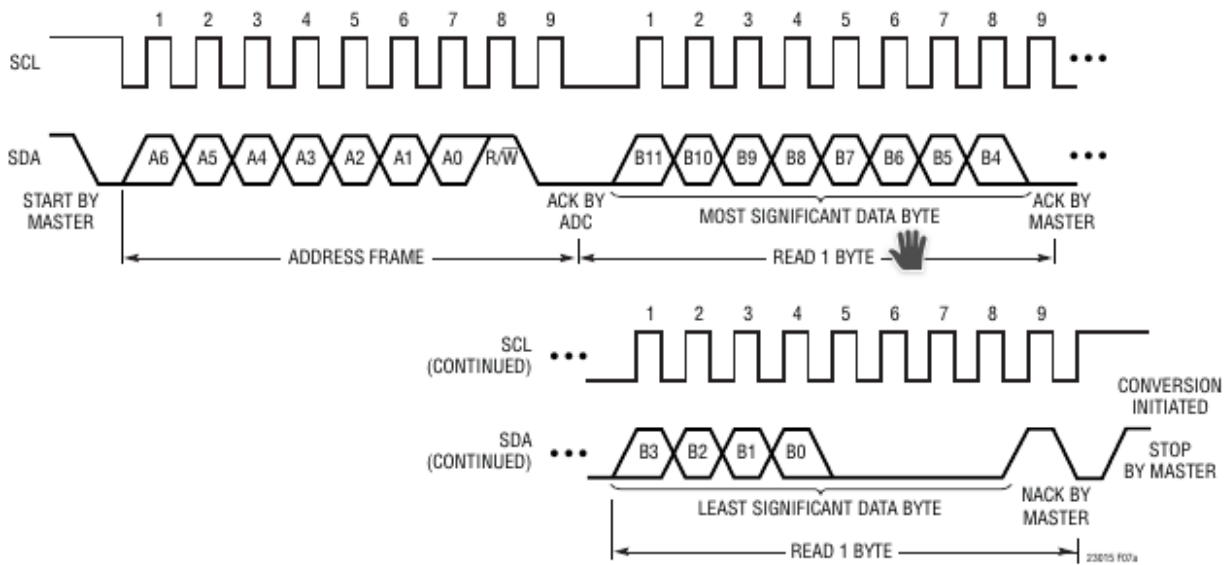 1 2 3 4 5 6 7 8 9 1 2 3 4 5 6 7 8 9
SCL
SDA A6 A5 A4 A3 A2 A1 A0 R/W̅ B11 B10 B9 B8 B7 B6 B5 B4
START BY MASTER
ACK BY ADC
MOST SIGNIFICANT DATA BYTE
ACK BY MASTER
ADDRESS FRAME
READ 1 BYTE
1 2 3 4 5 6 7 8 9
SCL
(CONTINUED)
CONVERSION
INITIATED
SDA
(CONTINUED)
B3 B2 B1 B0
STOP
BY MASTER
LEAST SIGNIFICANT DATA BYTE
NACK BY
MASTER
READ 1 BYTE
23015 F07a